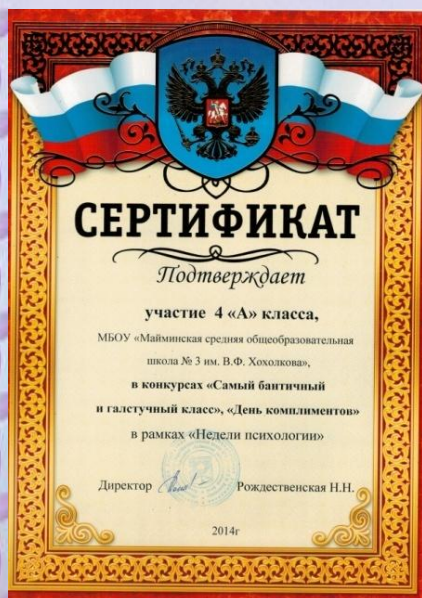 СЕРТИФИКАТ
Подтверждает
участие 4 «А» класса,
МБОУ «Майминская средняя общеобразовательная
школа № 3 им. В.Ф. Хохолкова»,
в конкурсах «Самый бантичный
и галстучный класс», «День комплиментов»
в рамках «Недели психологии»
Директор Рождественская Н.Н.
2014г